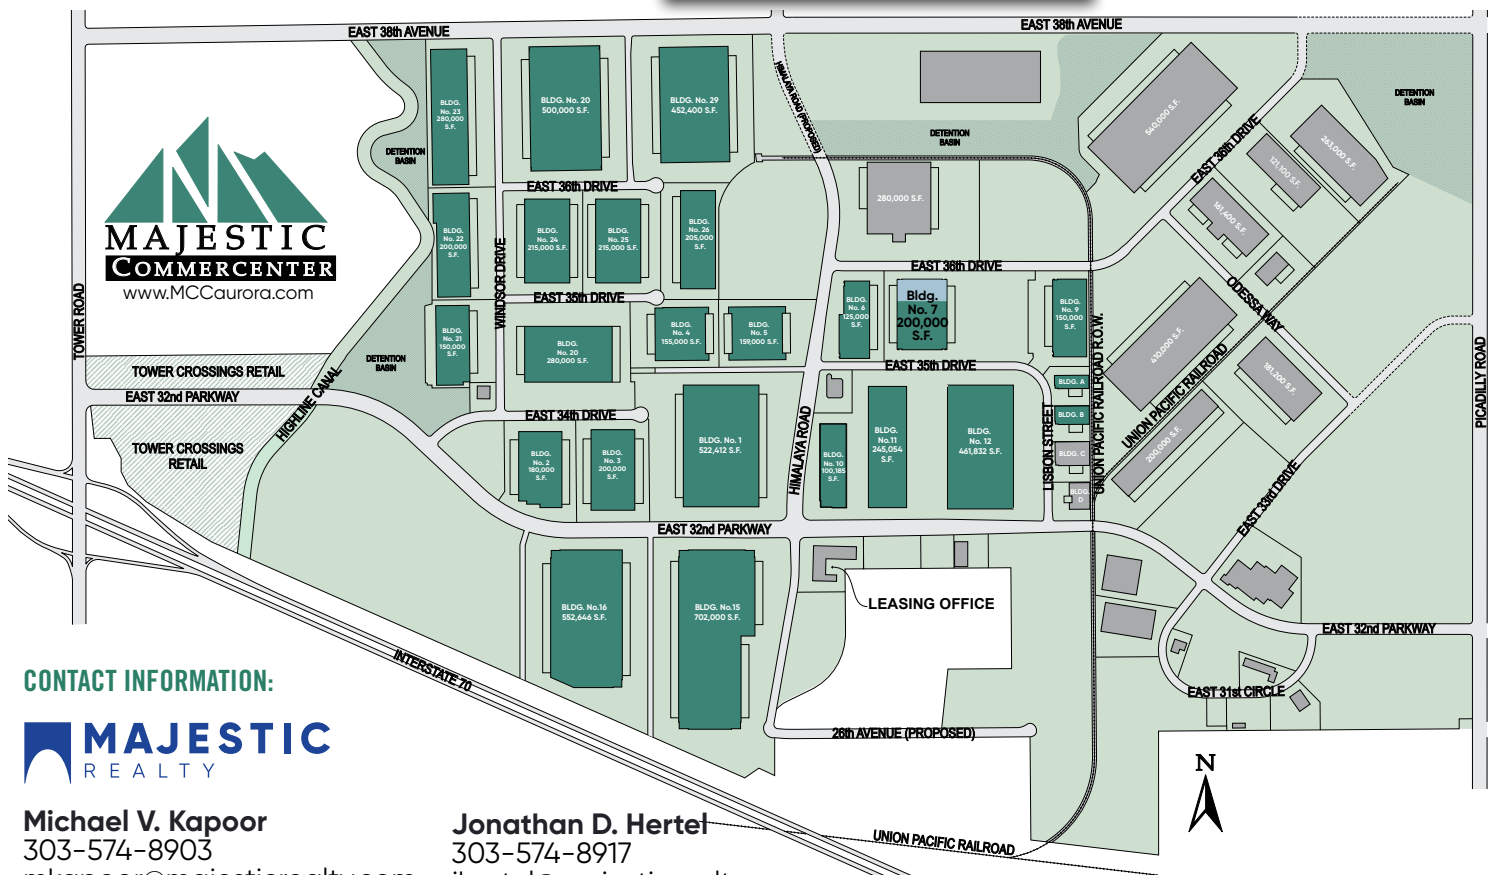 EAST 38th AVENUE
EAST 38th AVENUE
BLDG.
No. 23
280,000
S.F.
BLDG. No. 20
500,000 S.F.
BLDG. No. 29
452,400 S.F.
HIMALAYA ROAD (PROPOSED)
DETENTION
BASIN
DETENTION
BASIN
540,000 S.F.
EAST 36th DRIVE
DETENTION
BASIN
263,000 S.F.
121,100 S.F.
161,400 S.F.
MAJESTIC
COMMERCENTER
www.MCCaurora.com
EAST 36th DRIVE
280,000 S.F.
BLDG.
No. 22
200,000
S.F.
WINDSOR DRIVE
BLDG.
No. 24
215,000 S.F.
BLDG.
No. 25
215,000 S.F.
BLDG.
No. 26
205,000
S.F.
EAST 36th DRIVE
ODESSA WAY
TOWER ROAD
EAST 35th DRIVE
BLDG.
No. 21
150,000
S.F.
BLDG.
No. 20
280,000 S.F.
BLDG.
No. 4
155,000 S.F.
BLDG.
No. 5
159,000 S.F.
BLDG.
No. 6
125,000
S.F.
Bldg.
No. 7
200,000
S.F.
BLDG.
No. 9
150,000
S.F.
UNION PACIFIC RAILROAD R.O.W.
410,000 S.F.
UNION PACIFIC RAILROAD
181,200 S.F.
200,000 S.F.
PICADILLY ROAD
DETENTION
BASIN
TOWER CROSSINGS RETAIL
EAST 32nd PARKWAY
HIGHLINE CANAL
TOWER CROSSINGS
RETAIL
EAST 35th DRIVE
BLDG. A
BLDG. B
BLDG. C
BLDG.
D
LISBON STREET
EAST 34th DRIVE
BLDG.
No. 2
180,000
S.F.
BLDG.
No. 3
200,000
S.F.
BLDG. No. 1
522,412 S.F.
HIMALAYA ROAD
BLDG.
No. 10
100,185
S.F.
BLDG.
No.11
245,054
S.F.
BLDG.
No. 12
461,832 S.F.
EAST 33rd DRIVE
EAST 32nd PARKWAY
BLDG. No.16
552,646 S.F.
BLDG. No.15
702,000 S.F.
LEASING OFFICE
EAST 32nd PARKWAY
EAST 31st CIRCLE
INTERSTATE 70
26th AVENUE (PROPOSED)
UNION PACIFIC RAILROAD
N
CONTACT INFORMATION:
MAJESTIC
REALTY
Michael V. Kapoor
303-574-8903
Jonathan D. Hertel
303-574-8917